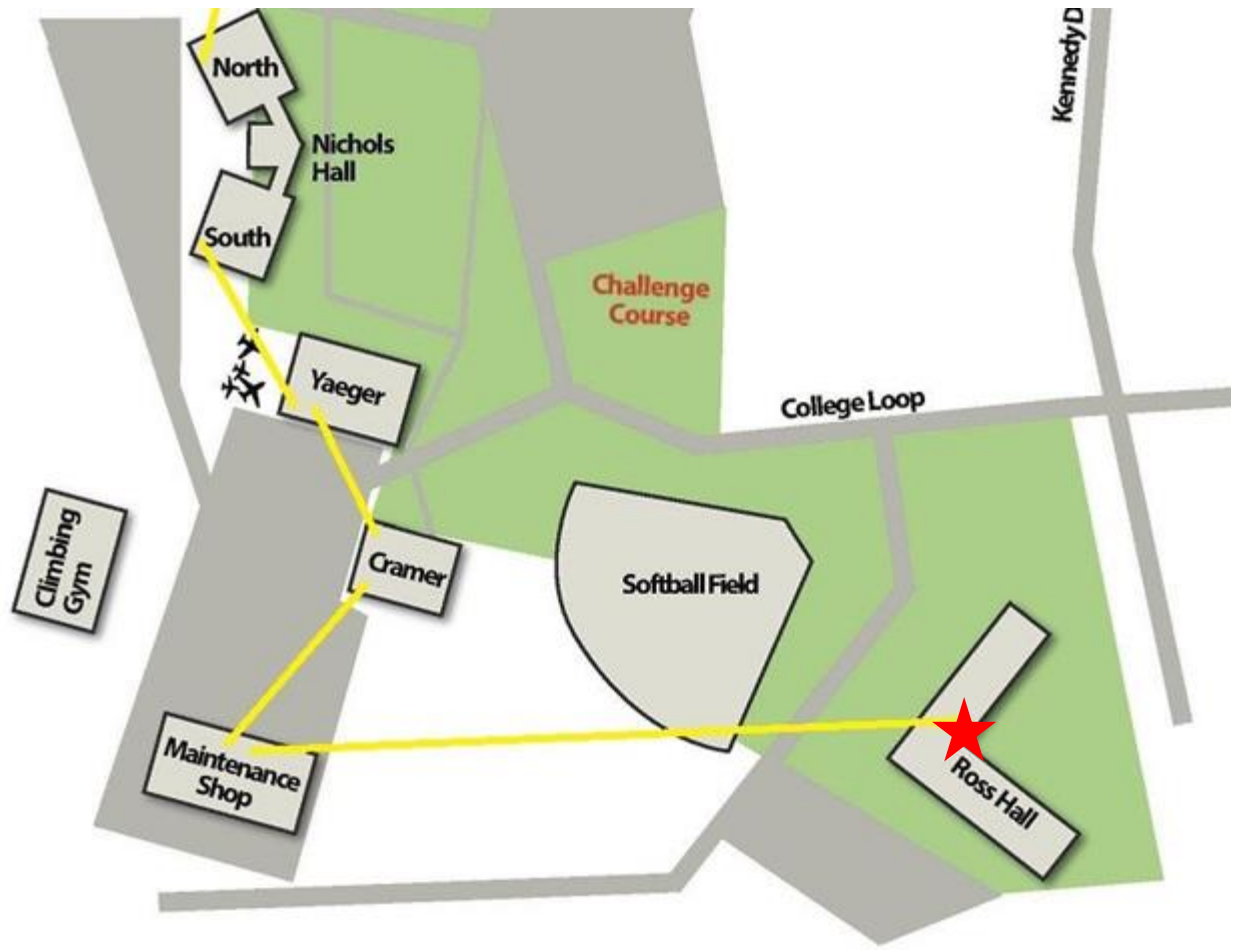 North
Nichols
Hall
South
Kennedy D
Challenge
Course
Yaeger
College Loop
Climbing
Gym
Cramer
Softball Field
Maintenance
Shop
Ross Hall